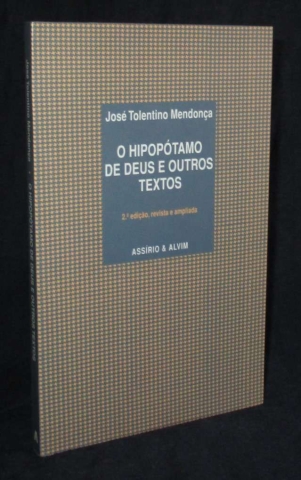 José Tolentino Mendonça
O HIPOPÓTAMO
DE DEUS E OUTROS
TEXTOS
2.ª edição, revista e ampliada
ASSÍRIO & ALVIM